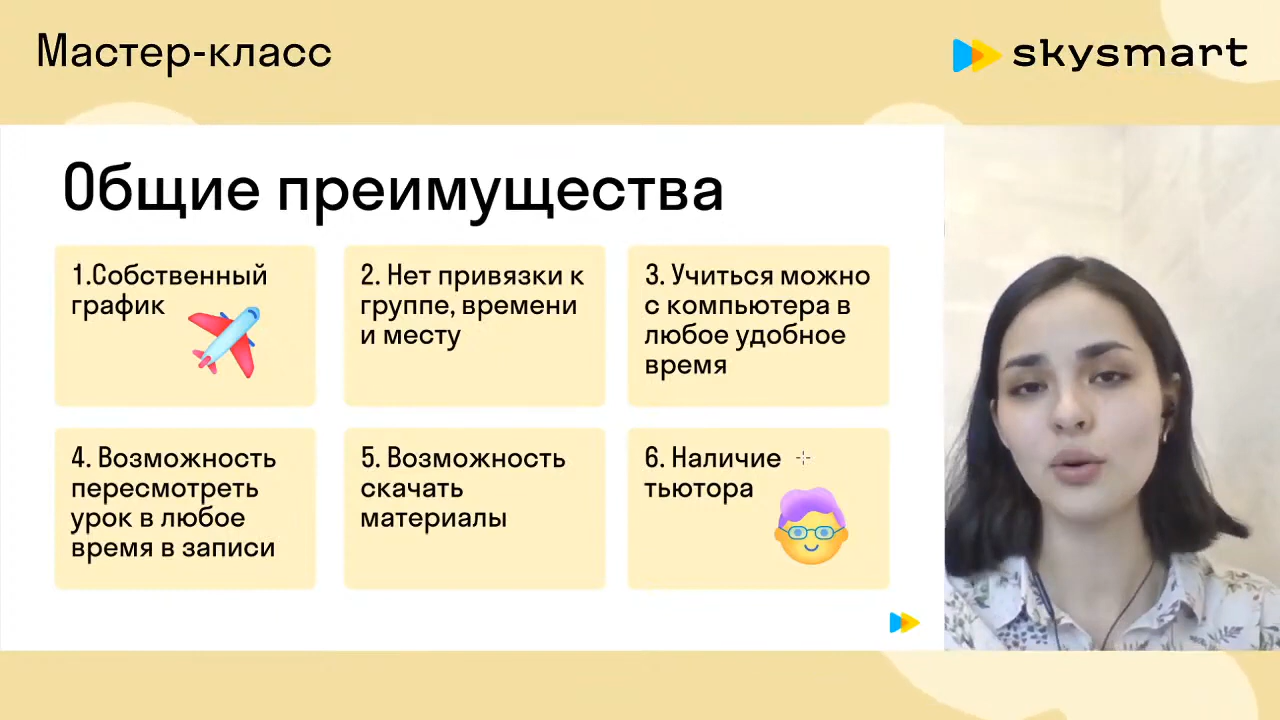 Мастер-класс
skysmart
Общие преимущества
1.Собственный
график
2. Нет привязки к
группе, времени
и месту
3. Учиться можно
с компьютера в
любое удобное
время
4. Возможность
пересмотреть
урок в любое
время в записи
5. Возможность
скачать
материалы
6. Наличие
тьютора